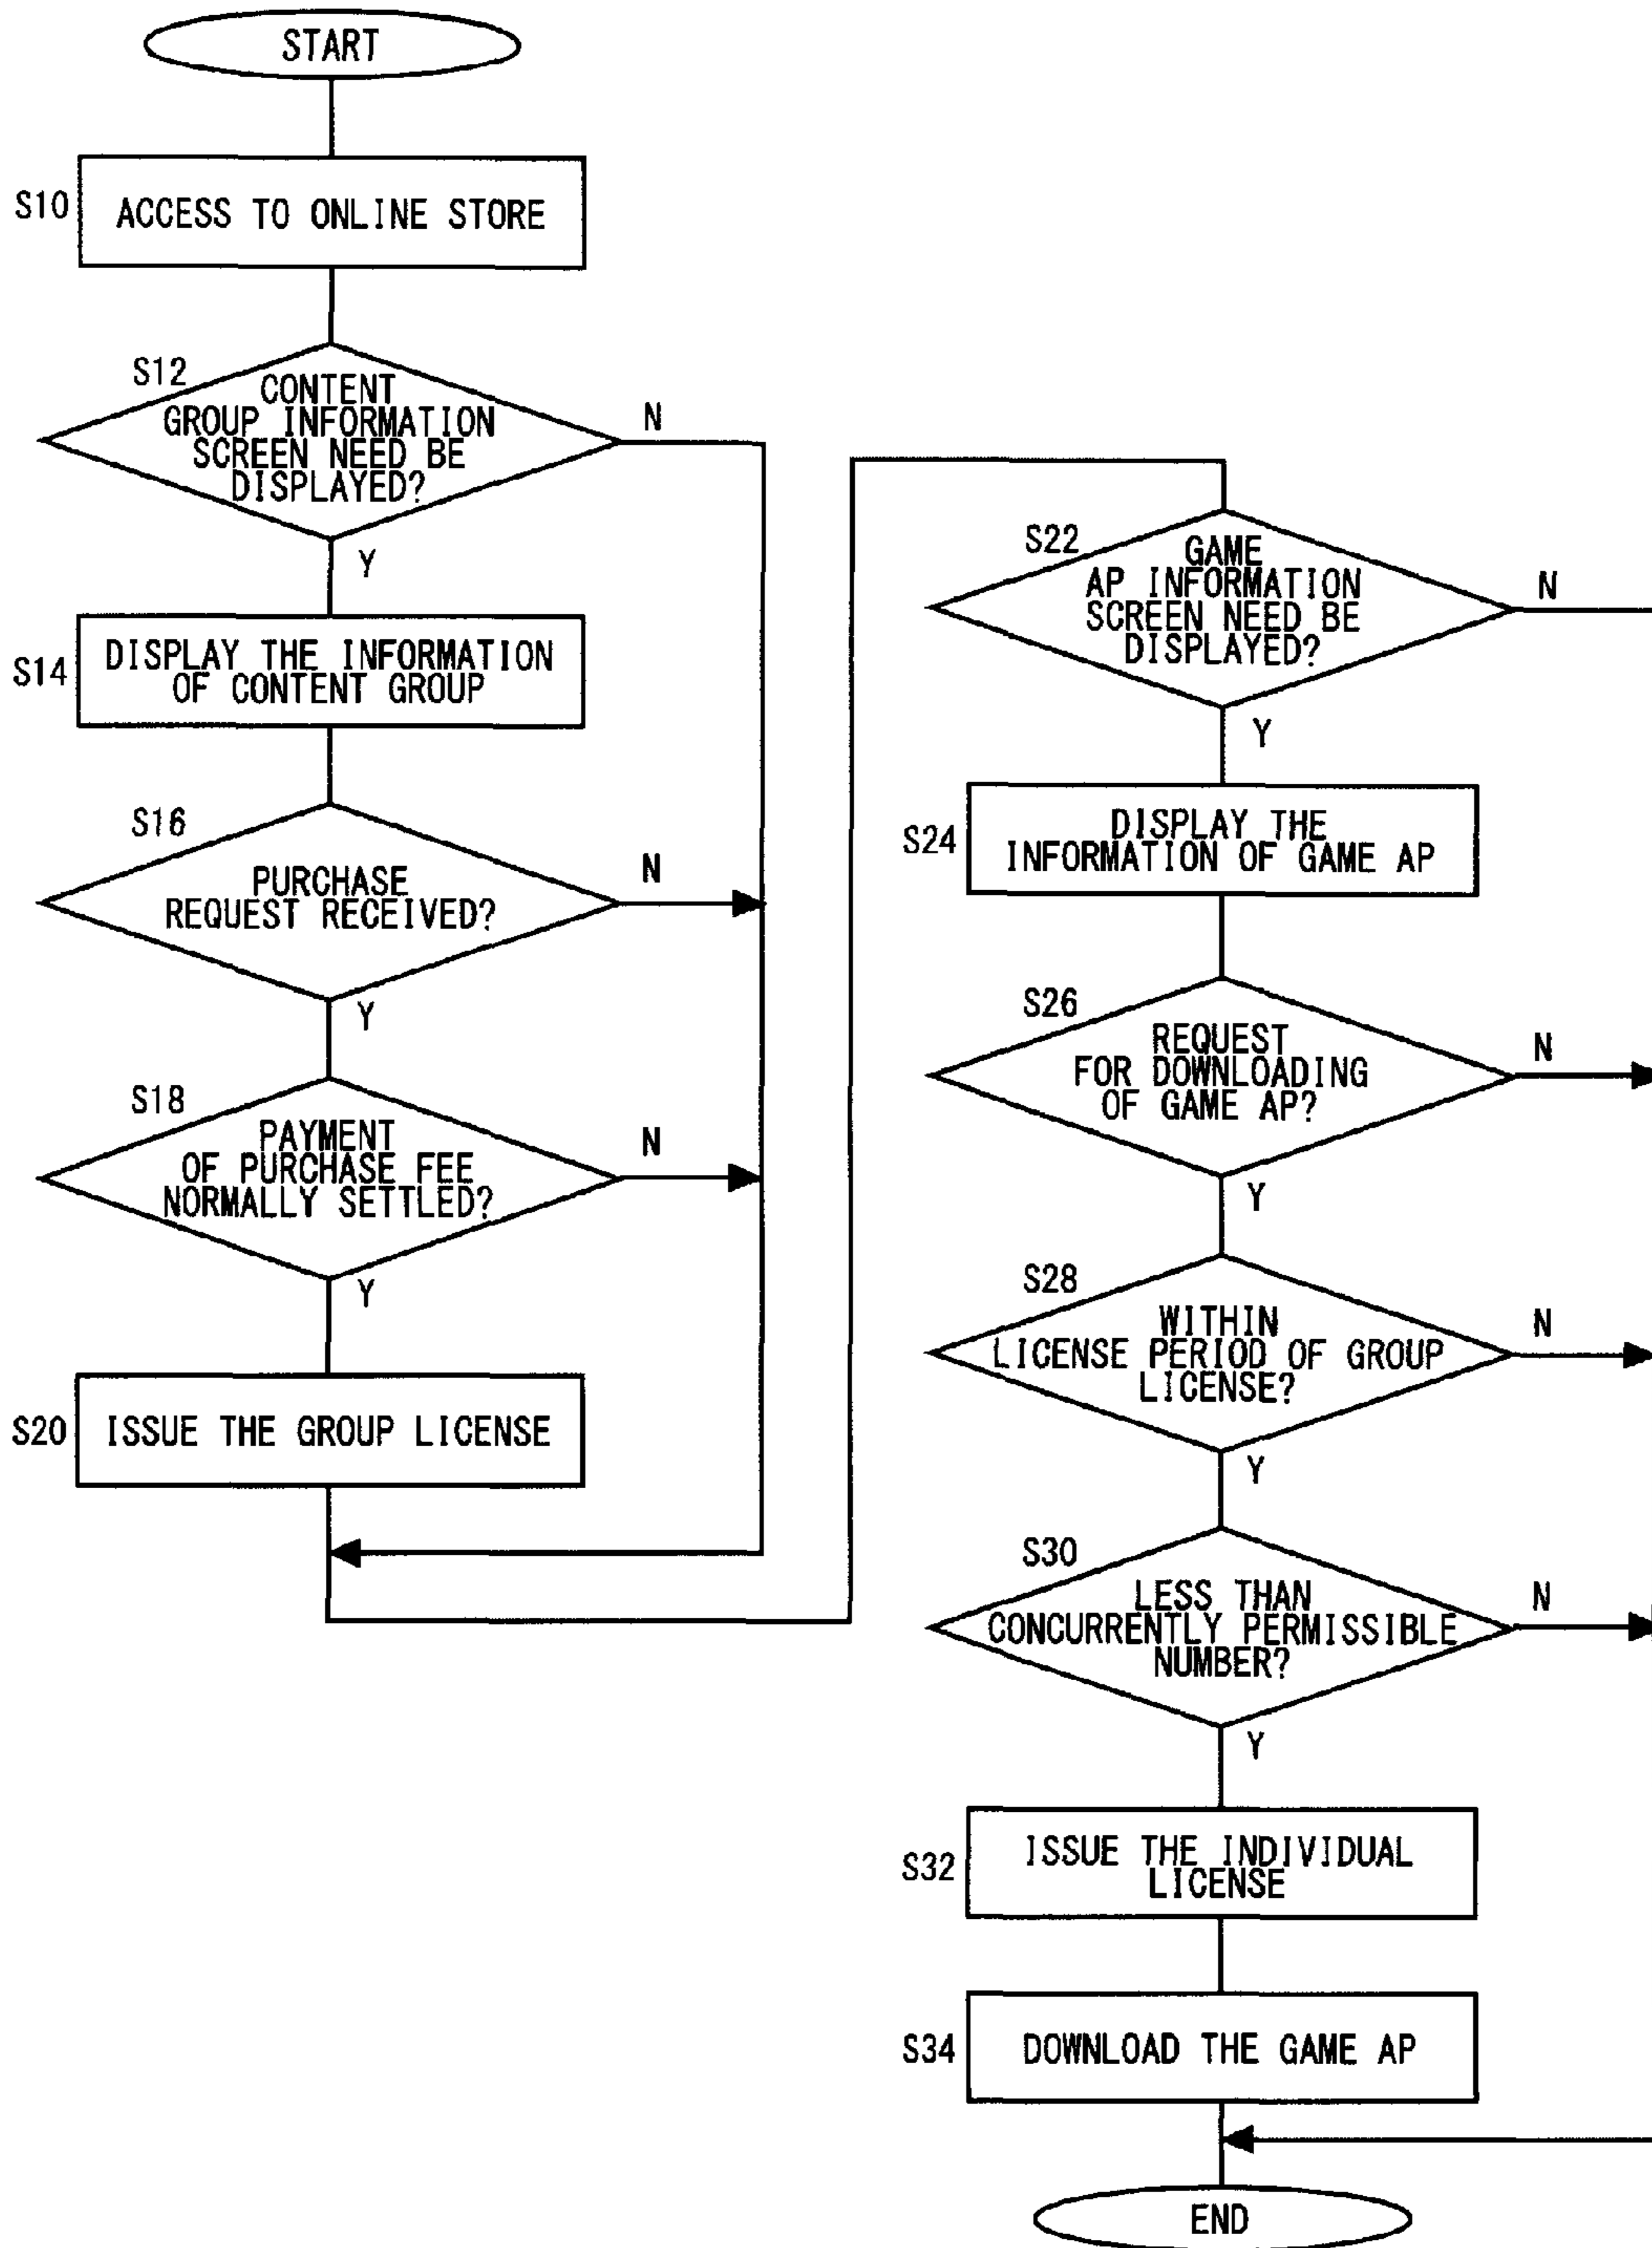 START
S10
ACCESS TO ONLINE STORE
S12
CONTENT
GROUP INFORMATION
SCREEN NEED BE
DISPLAYED?
N
Y
S14
DISPLAY THE INFORMATION
OF CONTENT GROUP
S16
PURCHASE
REQUEST RECEIVED?
N
Y
S18
PAYMENT
OF PURCHASE FEE
NORMALLY SETTLED?
N
Y
S20
ISSUE THE GROUP LICENSE
S22
GAME
AP INFORMATION
SCREEN NEED BE
DISPLAYED?
N
Y
S24
DISPLAY THE
INFORMATION OF GAME AP
S26
REQUEST
FOR DOWNLOADING
OF GAME AP?
N
Y
S28
WITHIN
LICENSE PERIOD OF GROUP
LICENSE?
N
Y
S30
LESS THAN
CONCURRENTLY PERMISSIBLE
NUMBER?
N
Y
S32
ISSUE THE INDIVIDUAL
LICENSE
S34
DOWNLOAD THE GAME AP
END